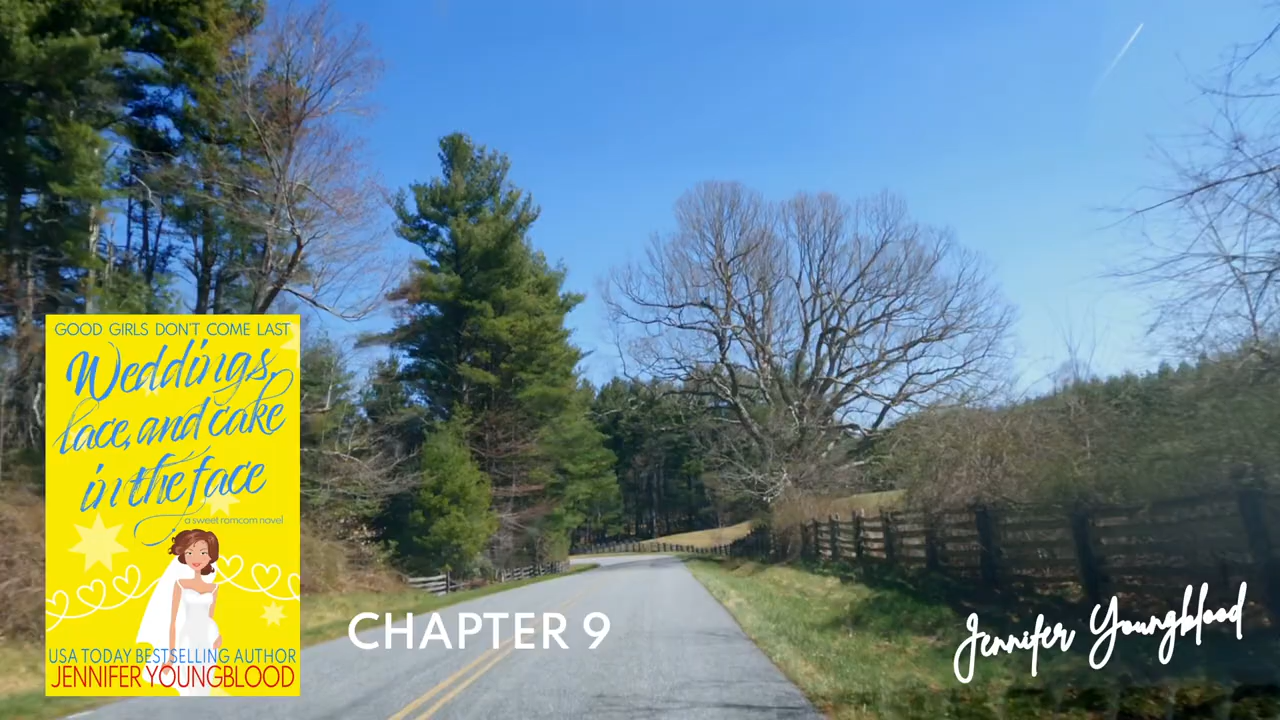 GOOD GIRLS DON'T COME LAST
Weddings,
lace, and cake
in the face
a sweet romcom novel
USA TODAY BESTSELLING AUTHOR
JENNIFER YOUNGBLOOD
CHAPTER 9
Jennifer Youngblood